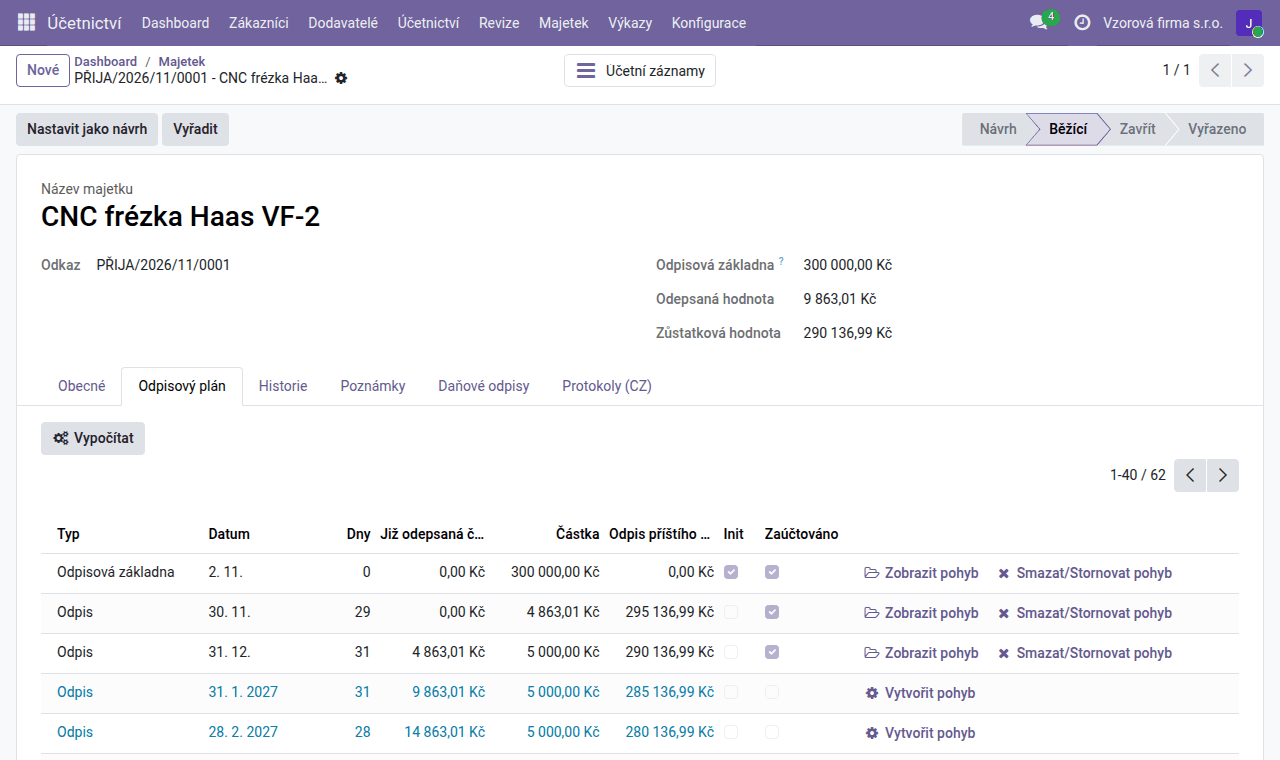 Účetnictví Dashboard Zákazníci Dodavatelé Účetnictví Revize Majetek Výkazy Konfigurace 4 Vzorová firma s.r.o. J
Nové Dashboard / Majetek
PŘIJA/2026/11/0001 - CNC frézka Haa...
Účetní záznamy
1 / 1
Nastavit jako návrh Vyřadit Návrh Běžící Zavřít Vyřazeno
Název majetku
CNC frézka Haas VF-2
Odkaz PŘIJA/2026/11/0001 Odpisová základna ? 300 000,00 Kč
Odepsaná hodnota 9 863,01 Kč
Zůstatková hodnota 290 136,99 Kč
Obecné Odpisový plán Historie Poznámky Daňové odpisy Protokoly (CZ)
Vypočítat
1-40 / 62
Typ Datum Dny Již odepsaná č... Částka Odpis příštího ... Init Zaúčtováno
Odpisová základna 2. 11. 0 0,00 Kč 300 000,00 Kč 0,00 Kč Zobrazit pohyb Smazat/Stornovat pohyb
Odpis 30. 11. 29 0,00 Kč 4 863,01 Kč 295 136,99 Kč Zobrazit pohyb Smazat/Stornovat pohyb
Odpis 31. 12. 31 4 863,01 Kč 5 000,00 Kč 290 136,99 Kč Zobrazit pohyb Smazat/Stornovat pohyb
Odpis 31. 1. 2027 31 9 863,01 Kč 5 000,00 Kč 285 136,99 Kč Vytvořit pohyb
Odpis 28. 2. 2027 28 14 863,01 Kč 5 000,00 Kč 280 136,99 Kč Vytvořit pohyb